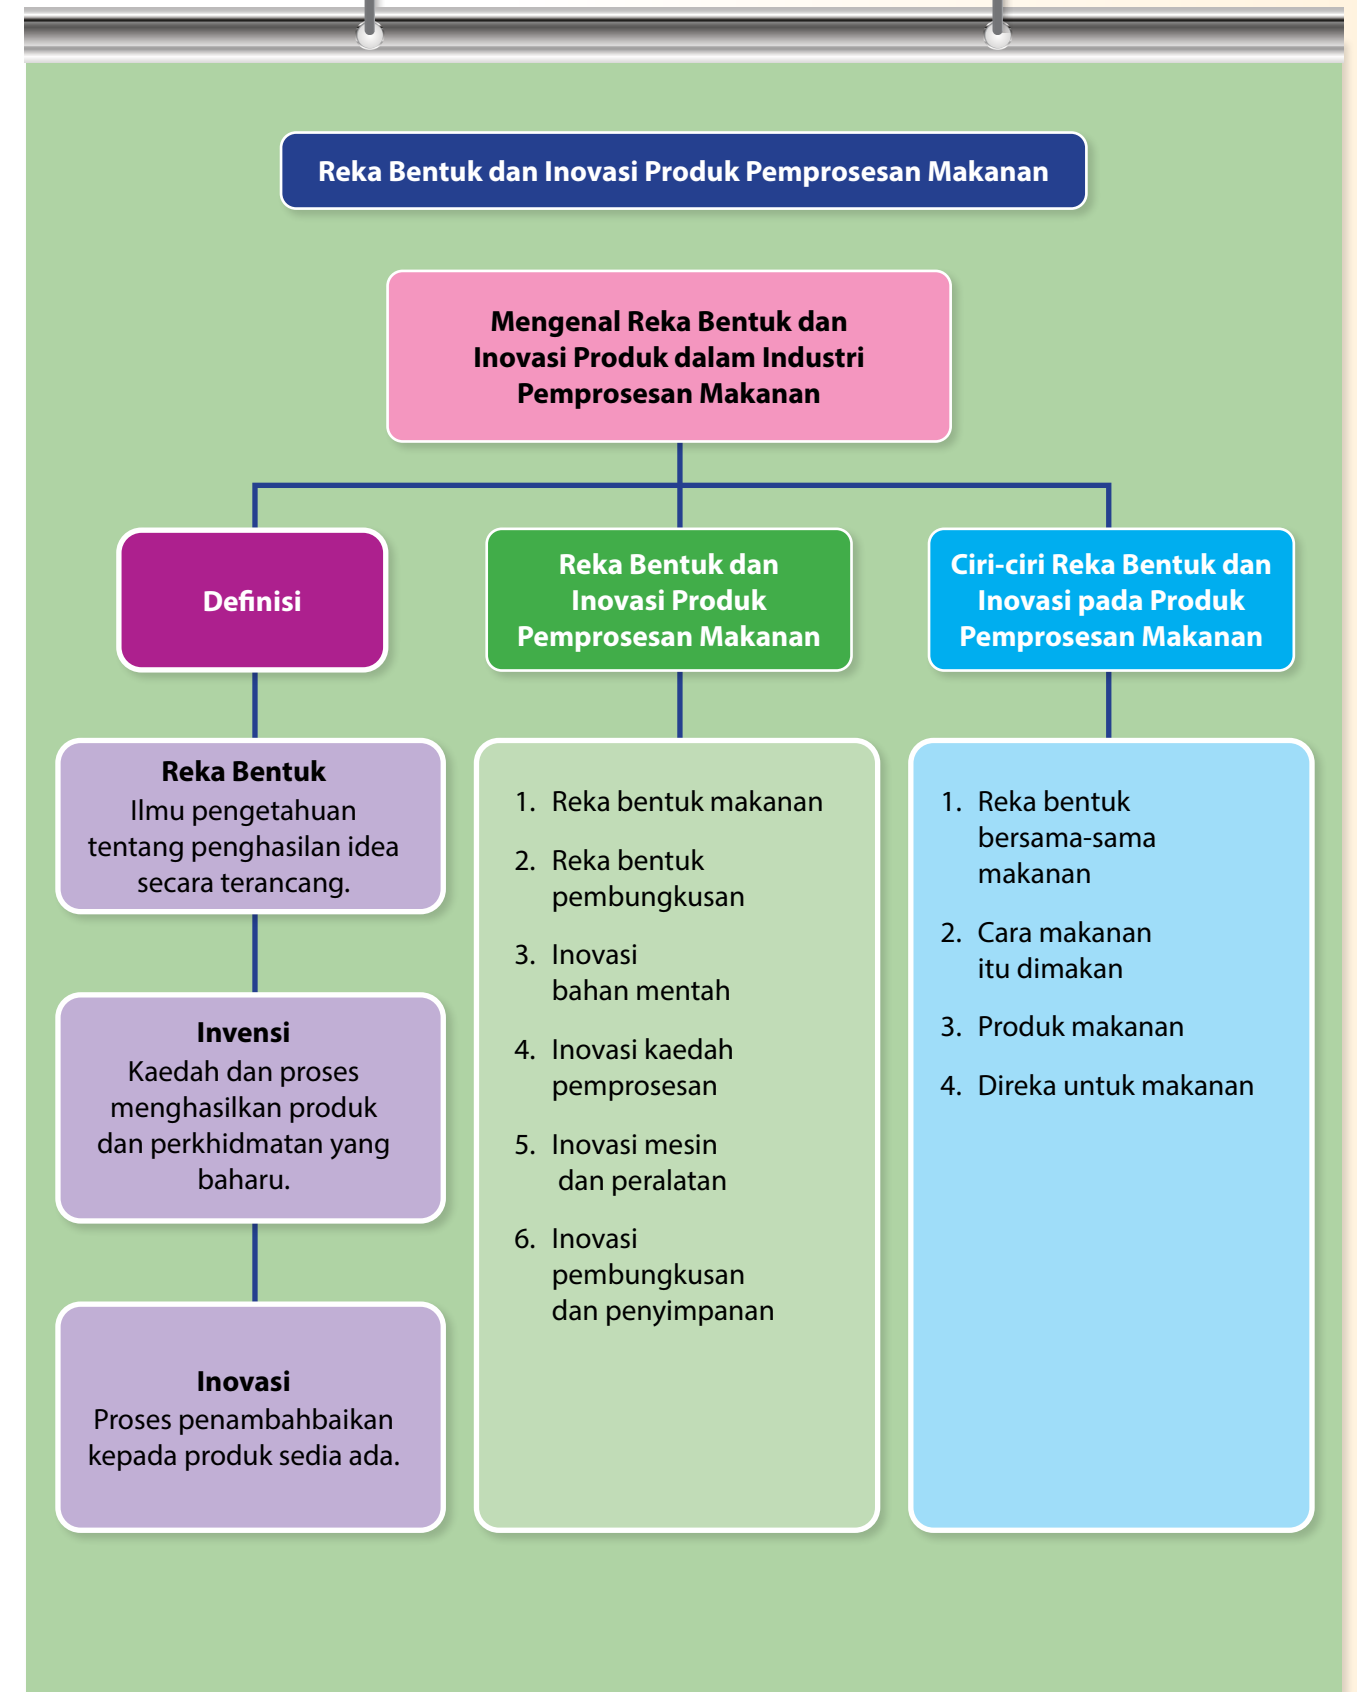 Reka Bentuk dan Inovasi Produk Pemprosesan Makanan
Mengenal Reka Bentuk dan
Inovasi Produk dalam Industri
Pemprosesan Makanan
Definisi
Reka Bentuk
Ilmu pengetahuan
tentang penghasilan idea
secara terancang.
Invensi
Kaedah dan proses
menghasilkan produk
dan perkhidmatan yang
baharu.
Inovasi
Proses penambahbaikan
kepada produk sedia ada.
Reka Bentuk dan
Inovasi Produk
Pemprosesan Makanan
1. Reka bentuk makanan
2. Reka bentuk
pembungkusan
3. Inovasi
bahan mentah
4. Inovasi kaedah
pemprosesan
5. Inovasi mesin
dan peralatan
6. Inovasi
pembungkusan
dan penyimpanan
Ciri-ciri Reka Bentuk dan
Inovasi pada Produk
Pemprosesan Makanan
1. Reka bentuk
bersama-sama
makanan
2. Cara makanan
itu dimakan
3. Produk makanan
4. Direka untuk makanan